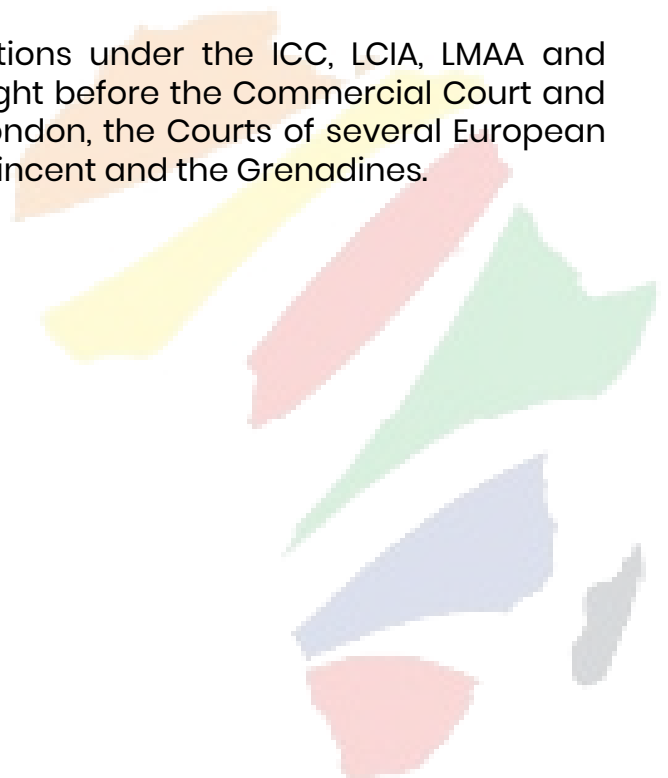 tions under the ICC, LCIA, LMAA and
ght before the Commercial Court and
ondon, the Courts of several European
incent and the Grenadines.